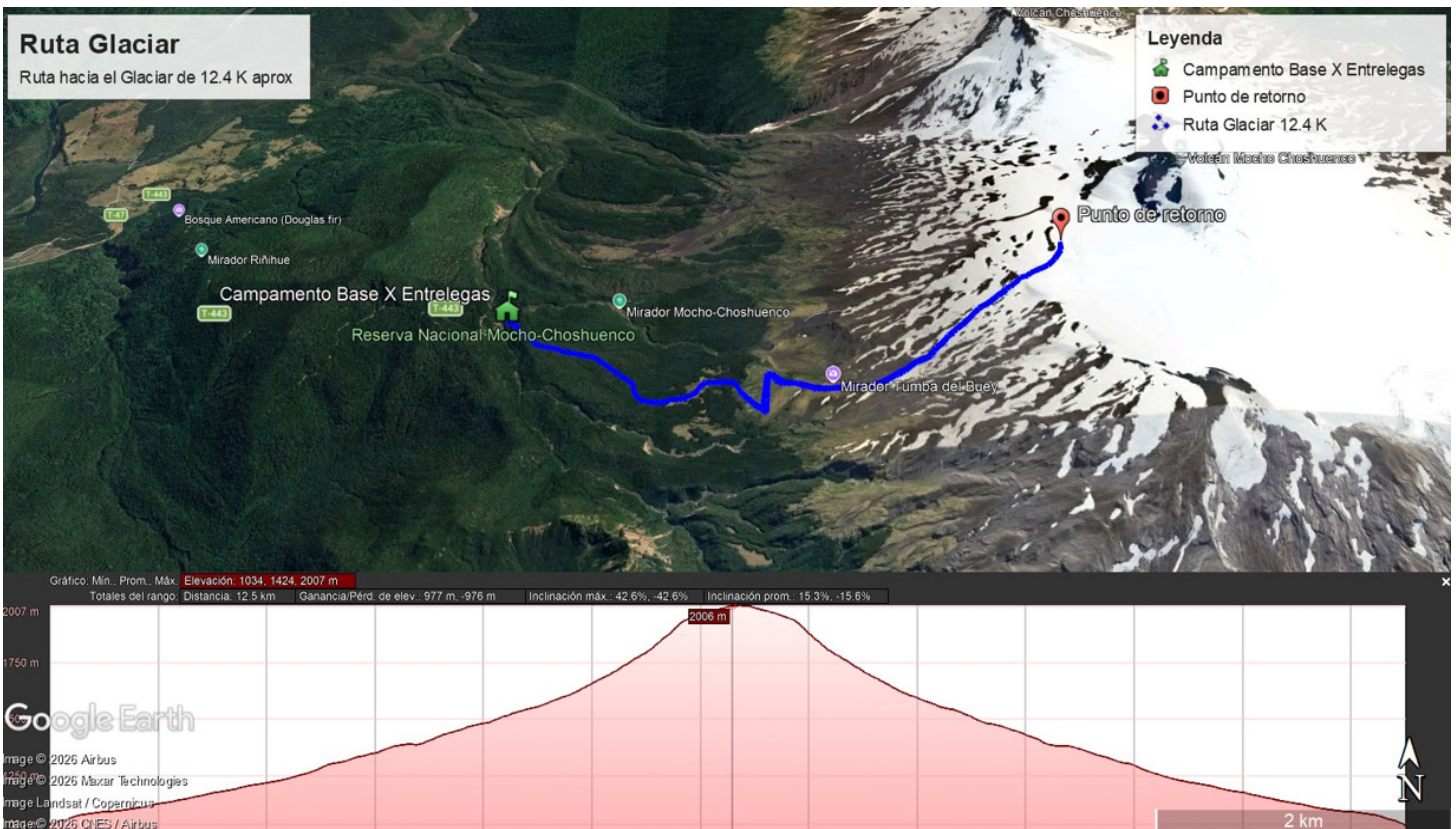 Ruta Glaciar
Ruta hacia el Glaciar de 12.4 K aprox
Volcán Choshuenco
Leyenda
Campamento Base X Entrelegas
Punto de retorno
Ruta Glaciar 12.4 K
Volcán Mocho Choshuenco
T-443
T-47
Bosque Americano (Douglas fir)
Punto de retorno
Mirador Riñihue
Campamento Base X Entrelegas
T-443
T-443
Mirador Mocho-Choshuenco
Reserva Nacional Mocho-Choshuenco
Mirador Tumba del Buey
Gráfico: Mín., Prom., Máx. Elevación: 1034, 1424, 2007 m
Totales del rango: Distancia: 12.5 km Ganancia/Pérd. de elev.: 977 m, -976 m Inclinación máx.: 42.6%, -42.6% Inclinación prom.: 15.3%, -15.6%
2007 m
2006 m
1750 m
Google Earth
Image © 2026 Airbus
1250 m
Image © 2026 Maxar Technologies
Image Landsat / Copernicus
Image © 2026 CNES / Airbus
N
2 km